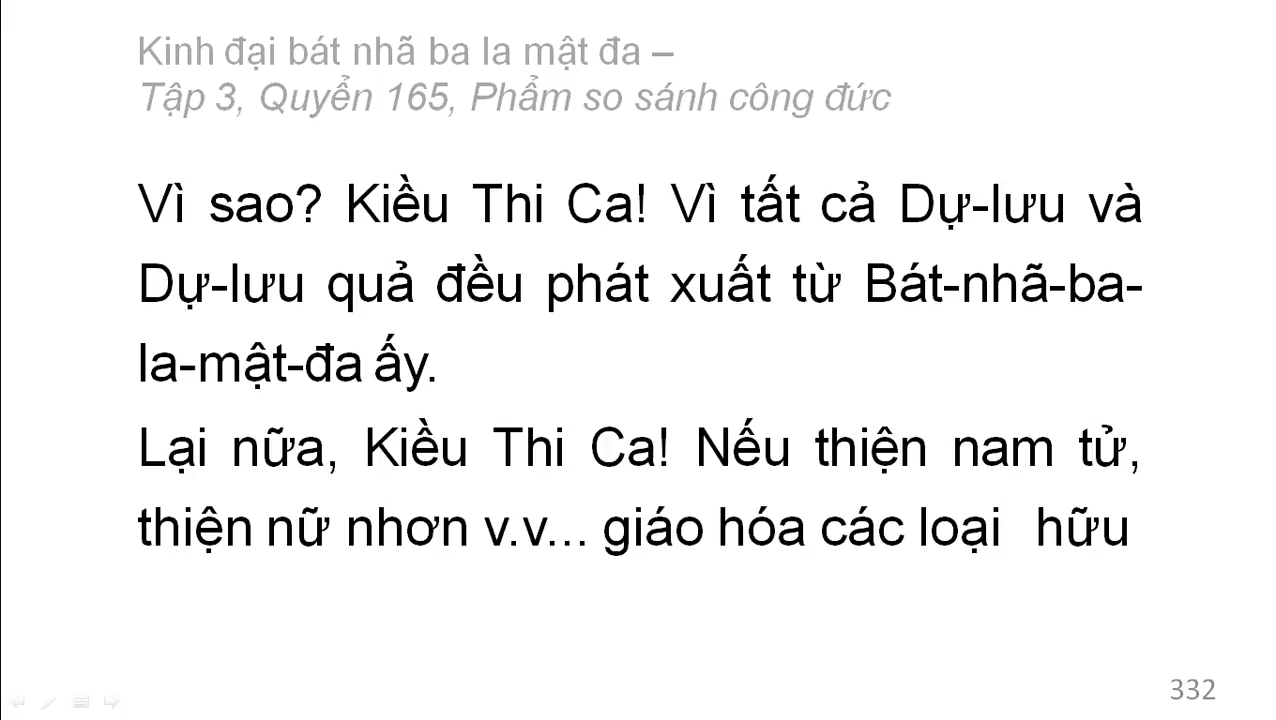 Kinh đại bát nhã ba la mật đa –
Tập 3, Quyển 165, Phẩm so sánh công đức
Vì sao? Kiều Thi Ca! Vì tất cả Dự-lưu và
Dự-lưu quả đều phát xuất từ Bát-nhã-ba-
la-mật-đa ấy.
Lại nữa, Kiều Thi Ca! Nếu thiện nam tử,
thiện nữ nhơn v.v... giáo hóa các loại hữu
332